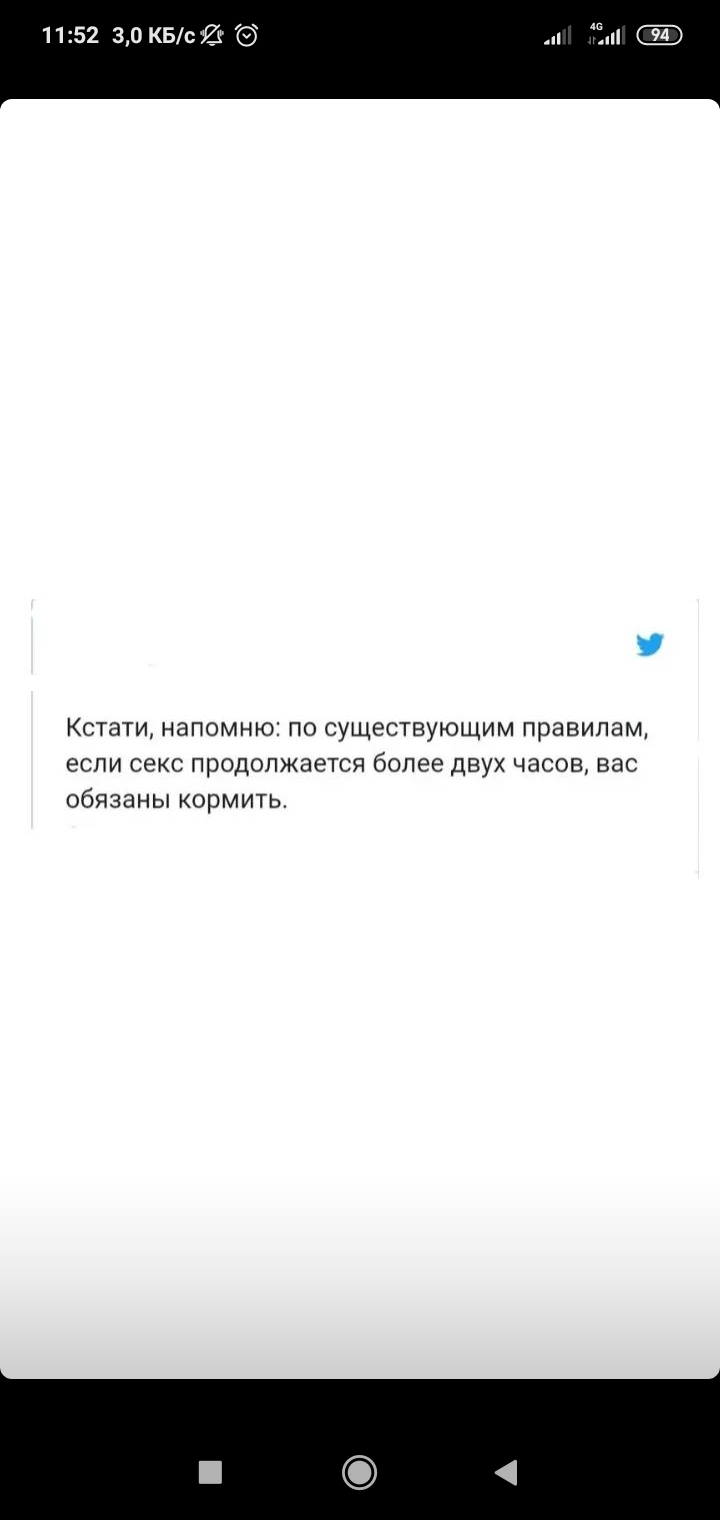 11:52 3,0 КБ/с 4G 94
Кстати, напомню: по существующим правилам,
если секс продолжается более двух часов, вас
обязаны кормить.